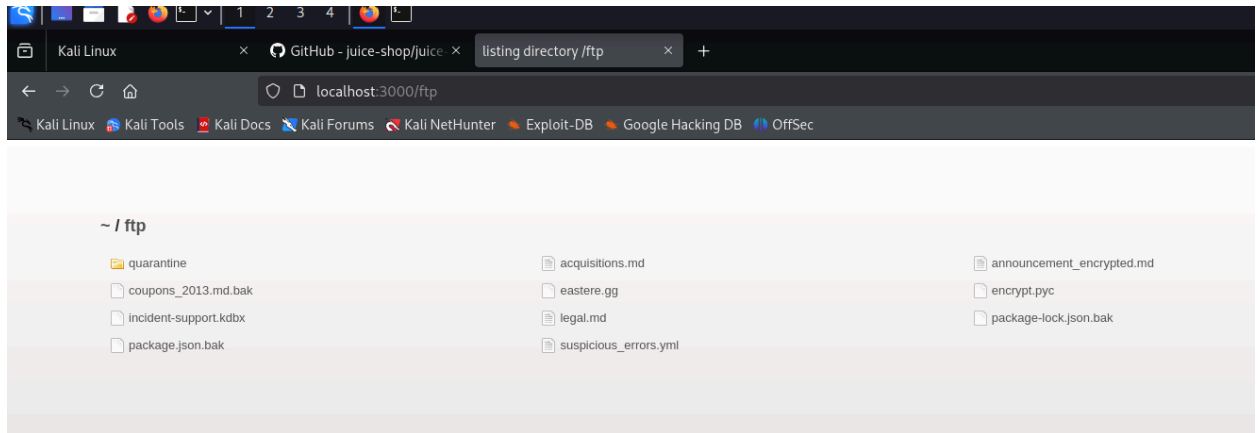 1 2 3 4
Kali Linux GitHub - juice-shop/juice- listing directory /ftp
localhost:3000/ftp
Kali Linux Kali Tools Kali Docs Kali Forums Kali NetHunter Exploit-DB Google Hacking DB OffSec
~ / ftp
quarantine acquisitions.md announcement_encrypted.md
coupons_2013.md.bak eastere.gg encrypt.pyc
incident-support.kdbx legal.md package-lock.json.bak
package.json.bak suspicious_errors.yml